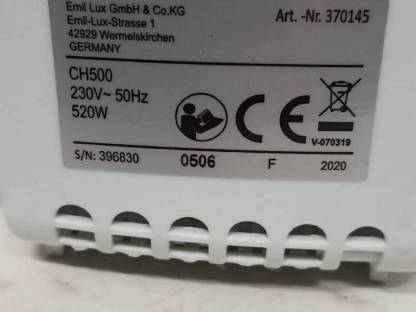 Emil Lux GmbH & Co.KG
Emil-Lux-Strasse 1
42929 Wermelskirchen
GERMANY
Art. -Nr. 370145
CH500
230V~ 50Hz
520W
CE
V-070319
S/N: 396830 0506 F 2020